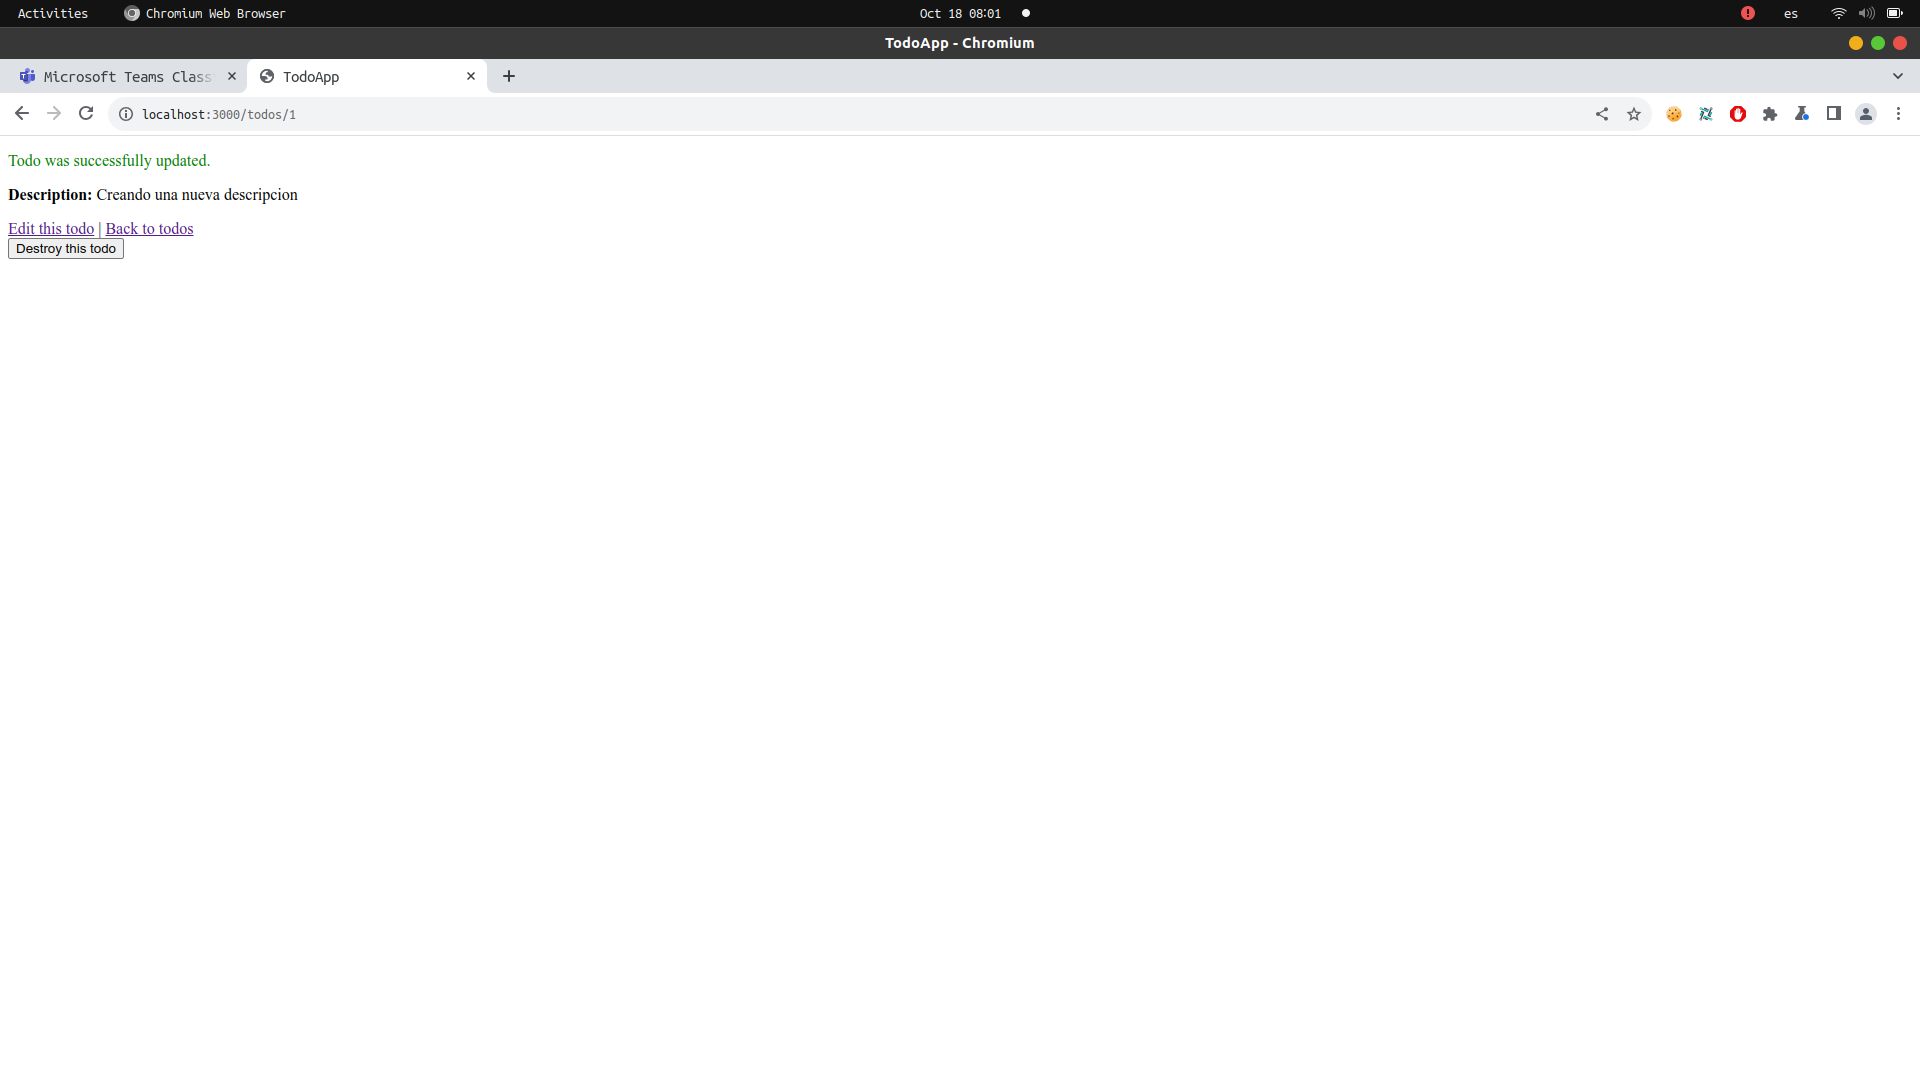 Activities Chromium Web Browser Oct 18 08:01 es
TodoApp - Chromium
Microsoft Teams Class TodoApp
localhost:3000/todos/1
Todo was successfully updated.
Description: Creando una nueva descripcion
Edit this todo | Back to todos
Destroy this todo